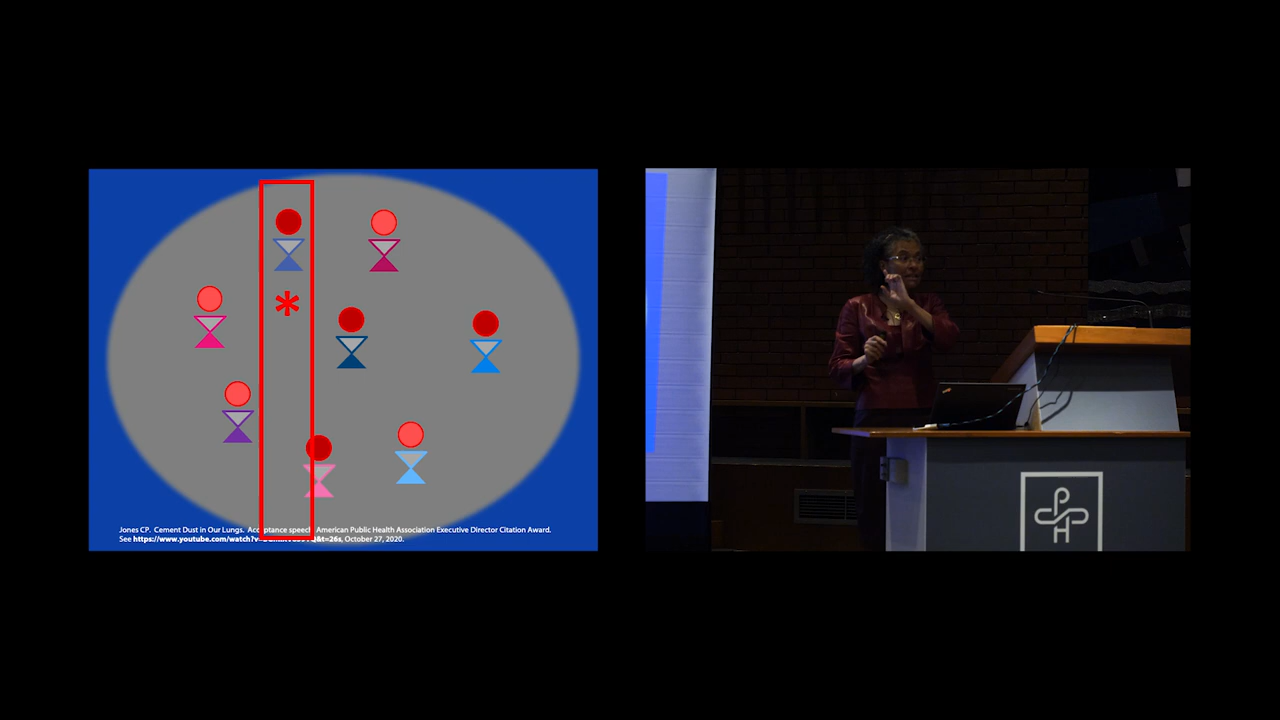 Jones CP. Cement Dust in Our Lungs. Acceptance speech American Public Health Association Executive Director Citation Award.
See https://www.youtube.com/watch?v= &t=26s, October 27, 2020.
P
H